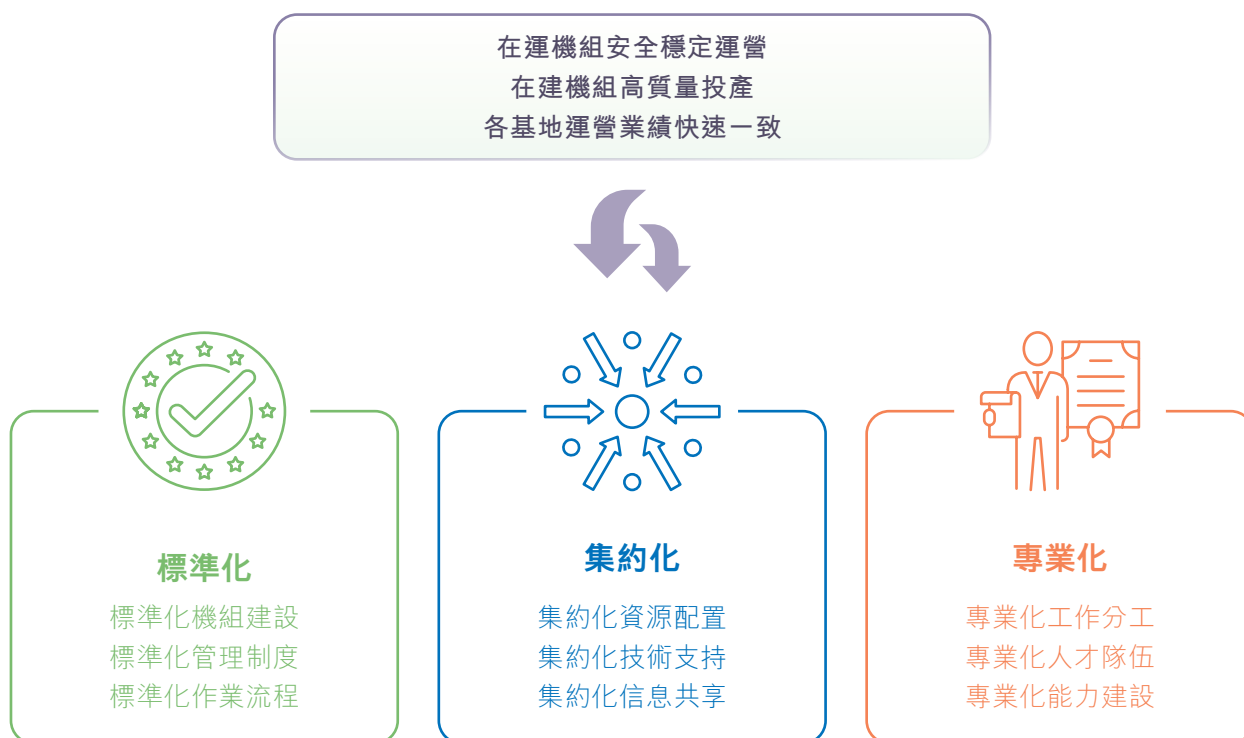 在運機組安全穩定運營
在建機組高質量投產
各基地運營業績快速一致
標準化
標準化機組建設
標準化管理制度
標準化作業流程
集約化
集約化資源配置
集約化技術支持
集約化信息共享
專業化
專業化工作分工
專業化人才隊伍
專業化能力建設